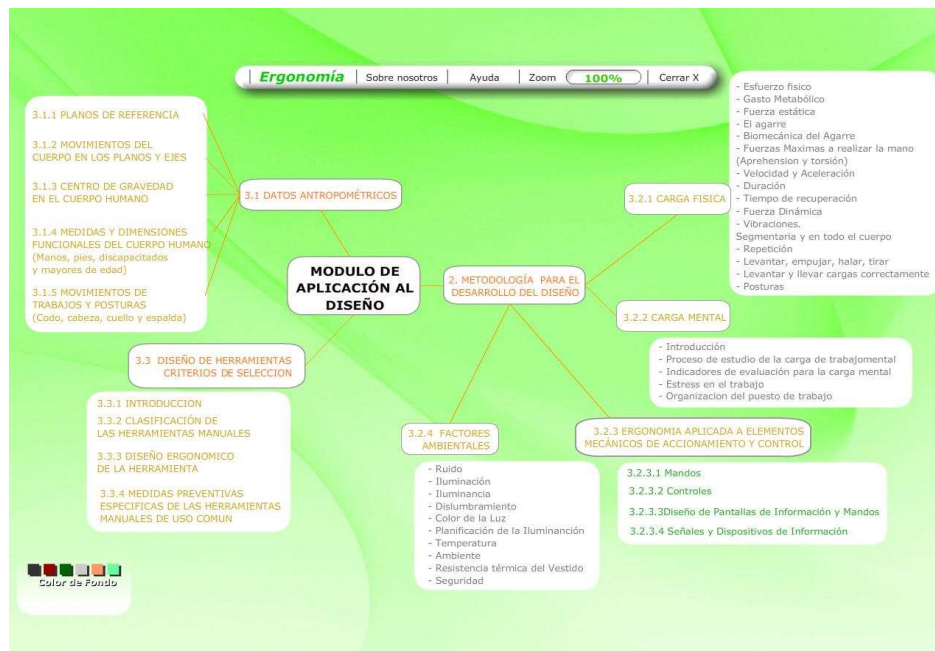 Ergonomía | Sobre nosotros | Ayuda | Zoom 100% | Cerrar X
3.1.1 PLANOS DE REFERENCIA
3.1.2 MOVIMIENTOS DEL
CUERPO EN LOS PLANOS Y EJES
3.1.3 CENTRO DE GRAVEDAD
EN EL CUERPO HUMANO
3.1.4 MEDIDAS Y DIMENSIONES
FUNCIONALES DEL CUERPO HUMANO
(Manos, pies, discapacitados
y mayores de edad)
3.1.5 MOVIMIENTOS DE
TRABAJOS Y POSTURAS
(Codo, cabeza, cuello y espalda)
3.1 DATOS ANTROPOMÉTRICOS
MODULO DE
APLICACIÓN AL
DISEÑO
2. METODOLOGÍA PARA EL
DESARROLLO DEL DISEÑO
3.2.1 CARGA FISICA
- Esfuerzo fisico
- Gasto Metabólico
- Fuerza estática
- El agarre
- Biomecánica del Agarre
- Fuerzas Maximas a realizar la mano
(Aprehension y torsión)
- Velocidad y Aceleración
- Duración
- Tiempo de recuperación
- Fuerza Dinámica
- Vibraciones.
Segmentaria y en todo el cuerpo
- Repetición
- Levantar, empujar, halar, tirar
- Levantar y llevar cargas correctamente
- Posturas
3.2.2 CARGA MENTAL
- Introducción
- Proceso de estudio de la carga de trabajomental
- Indicadores de evaluación para la carga mental
- Estress en el trabajo
- Organizacion del puesto de trabajo
3.3 DISEÑO DE HERRAMIENTAS
CRITERIOS DE SELECCION
3.3.1 INTRODUCCION
3.3.2 CLASIFICACIÓN DE
LAS HERRAMIENTAS MANUALES
3.3.3 DISEÑO ERGONOMICO
DE LA HERRAMIENTA
3.3.4 MEDIDAS PREVENTIVAS
ESPECIFICAS DE LAS HERRAMIENTAS
MANUALES DE USO COMUN
3.2.4 FACTORES
AMBIENTALES
- Ruido
- Iluminación
- Iluminancia
- Dislumbramiento
- Color de la Luz
- Planificación de la Iluminanción
- Temperatura
- Ambiente
- Resistencia térmica del Vestido
- Seguridad
3.2.3 ERGONOMIA APLICADA A ELEMENTOS
MECÁNICOS DE ACCIONAMIENTO Y CONTROL
3.2.3.1 Mandos
3.2.3.2 Controles
3.2.3.3Diseño de Pantallas de Información y Mandos
3.2.3.4 Señales y Dispositivos de Información
Color de Fondo